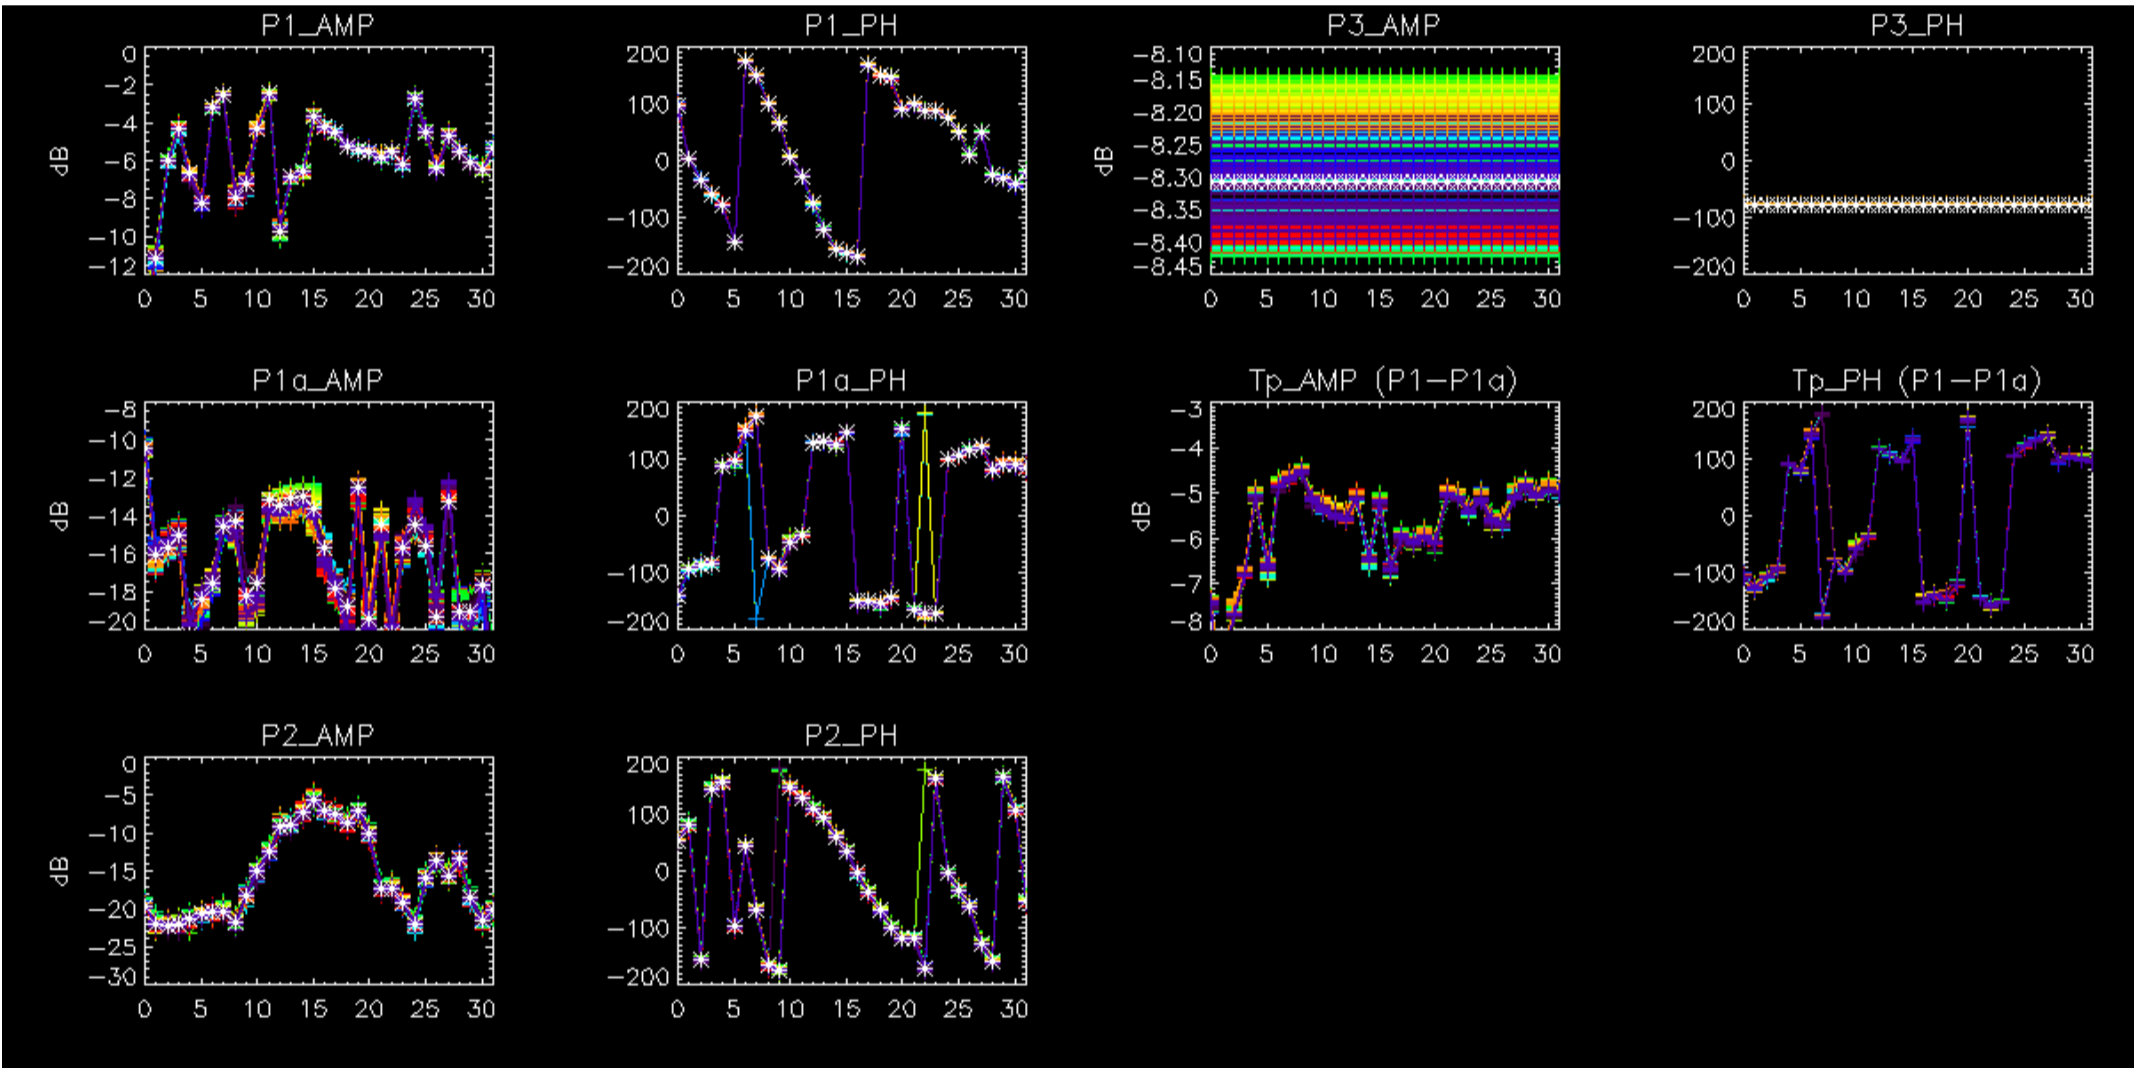 P1_AMP
0
−2
−4
−6
−8
−10
−12
dB
0 5 10 15 20 25 30
P1_PH
200
100
0
−100
−200
0 5 10 15 20 25 30
P3_AMP
−8.10
−8.15
−8.20
−8.25
−8.30
−8.35
−8.40
−8.45
dB
0 5 10 15 20 25 30
P3_PH
200
100
0
−100
−200
0 5 10 15 20 25 30
P1a_AMP
−8
−10
−12
−14
−16
−18
−20
dB
0 5 10 15 20 25 30
P1a_PH
200
100
0
−100
−200
0 5 10 15 20 25 30
Tp_AMP (P1−P1a)
−3
−4
−5
−6
−7
−8
dB
0 5 10 15 20 25 30
Tp_PH (P1−P1a)
200
100
0
−100
−200
0 5 10 15 20 25 30
P2_AMP
0
−5
−10
−15
−20
−25
−30
dB
0 5 10 15 20 25 30
P2_PH
200
100
0
−100
−200
0 5 10 15 20 25 30